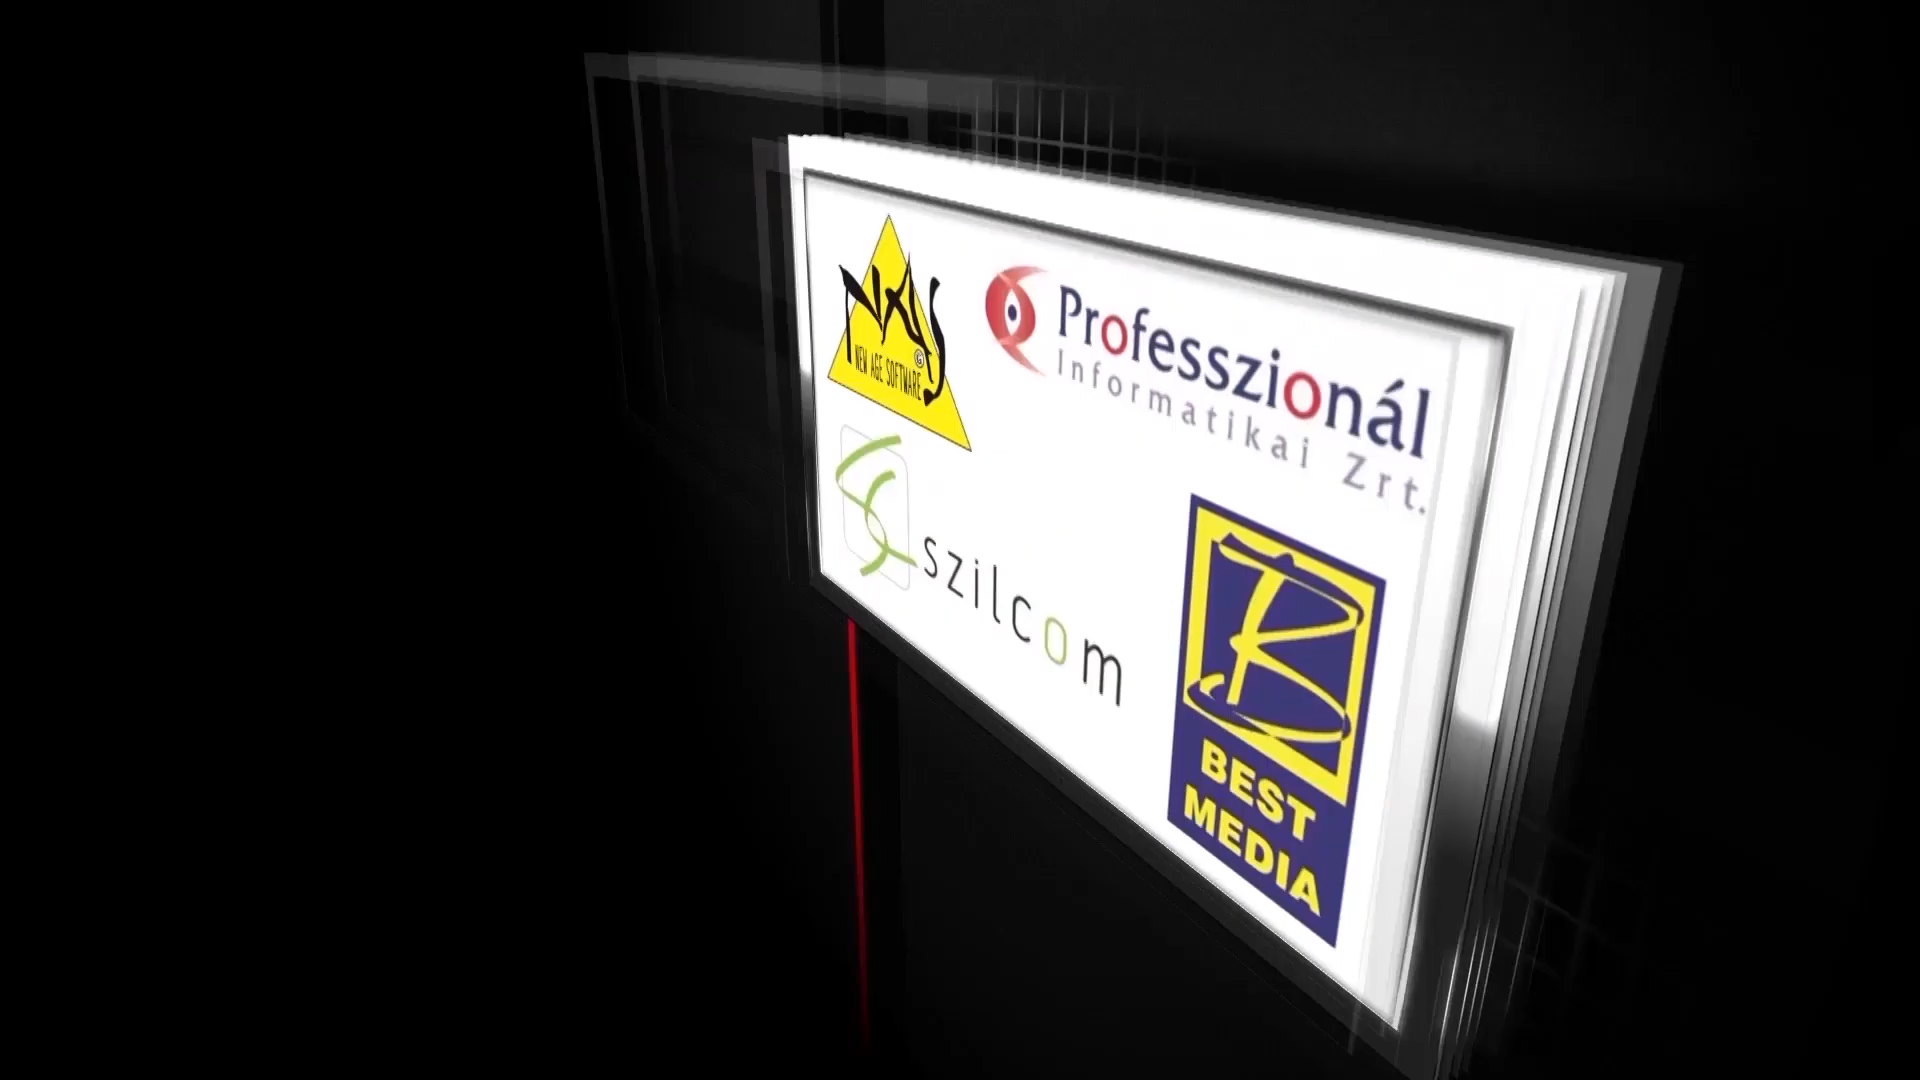 NAS
©
NEW AGE SOFTWARE
Professzionál
Informatikai Zrt.
szilcom
B
BEST
MEDIA